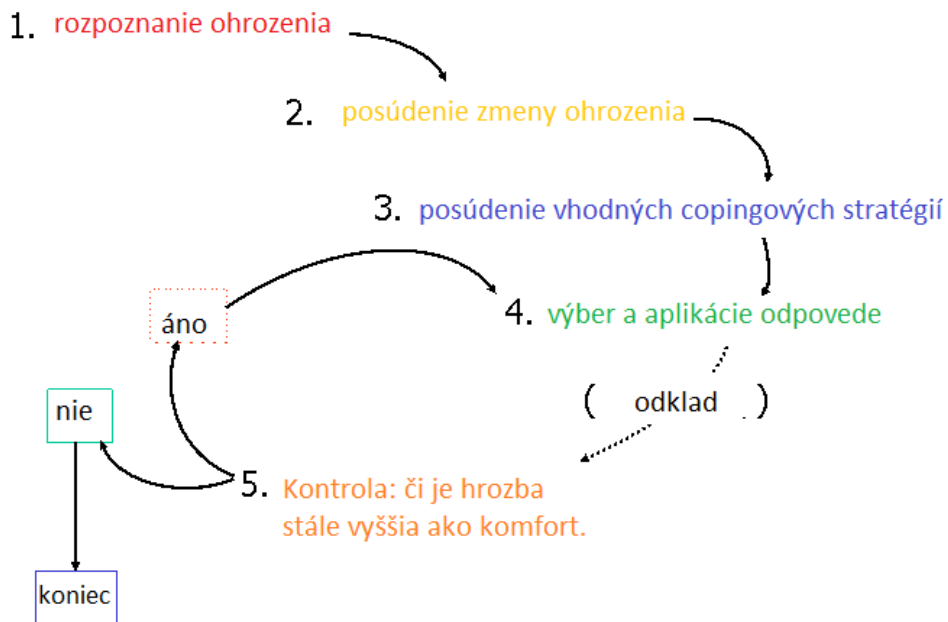 1. rozpoznanie ohrozenia
2. posúdenie zmeny ohrozenia
3. posúdenie vhodných copingových stratégií
4. výber a aplikácie odpovede
áno
( odklad )
nie
5. Kontrola: či je hrozba
stále vyššia ako komfort.
koniec